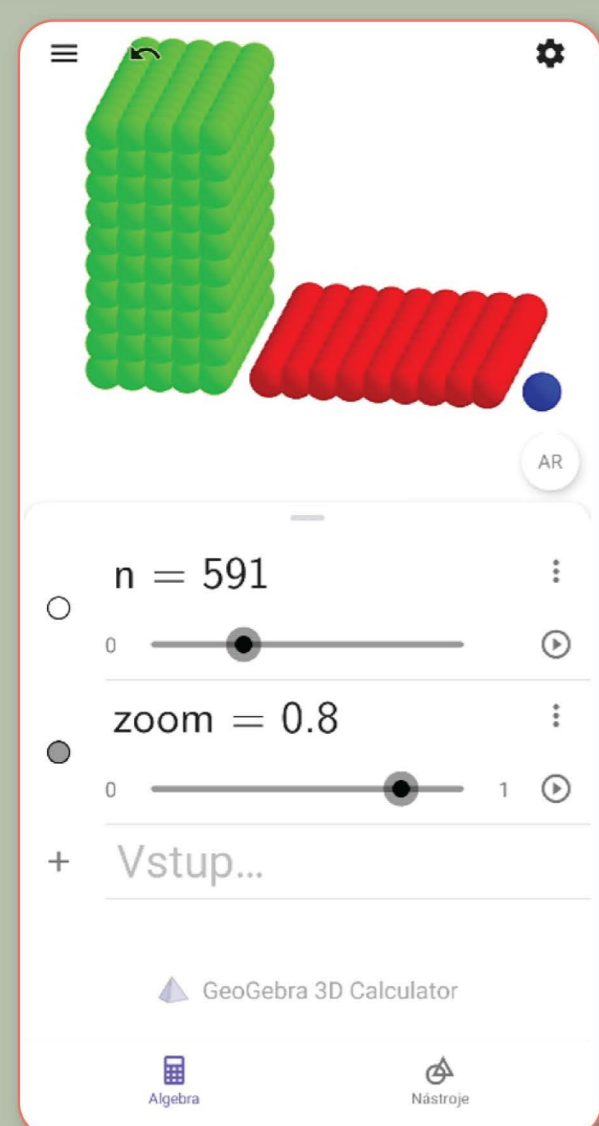 AR
n = 591
0
zoom = 0.8
0 1
+ Vstup...
GeoGebra 3D Calculator
Algebra Nástroje